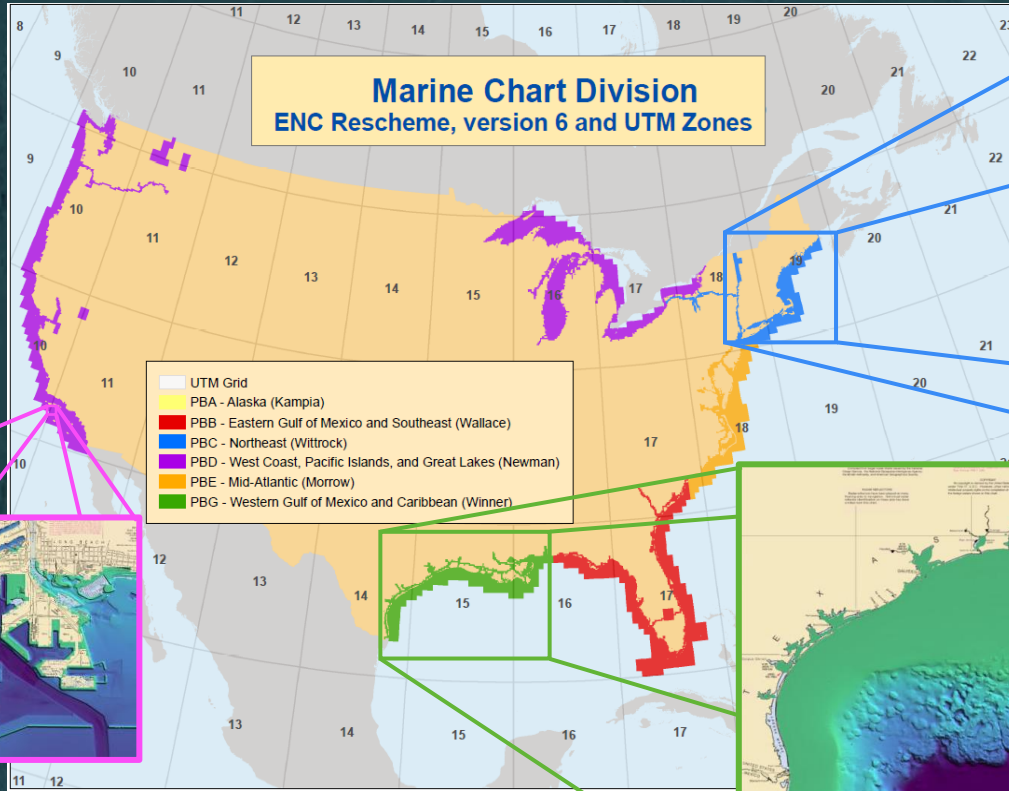 11 12 13 14 15 16 17 18 19 20
8
9
10
11
20
21
22
Marine Chart Division
ENC Rescheme, version 6 and UTM Zones
9
22
10
21
11
20
12
13
14
15
16
17
18
19
10
21
11
20
19
UTM Grid
PBA - Alaska (Kampia)
PBB - Eastern Gulf of Mexico and Southeast (Wallace)
PBC - Northeast (Wittrock)
PBD - West Coast, Pacific Islands, and Great Lakes (Newman)
PBE - Mid-Atlantic (Morrow)
PBG - Western Gulf of Mexico and Caribbean (Winner)
17
18
10
12
13
14
15
16
17
13
14
15
16
17
11 12
LONG BEACH
T E X A S
UNITED STATES
MEXICO